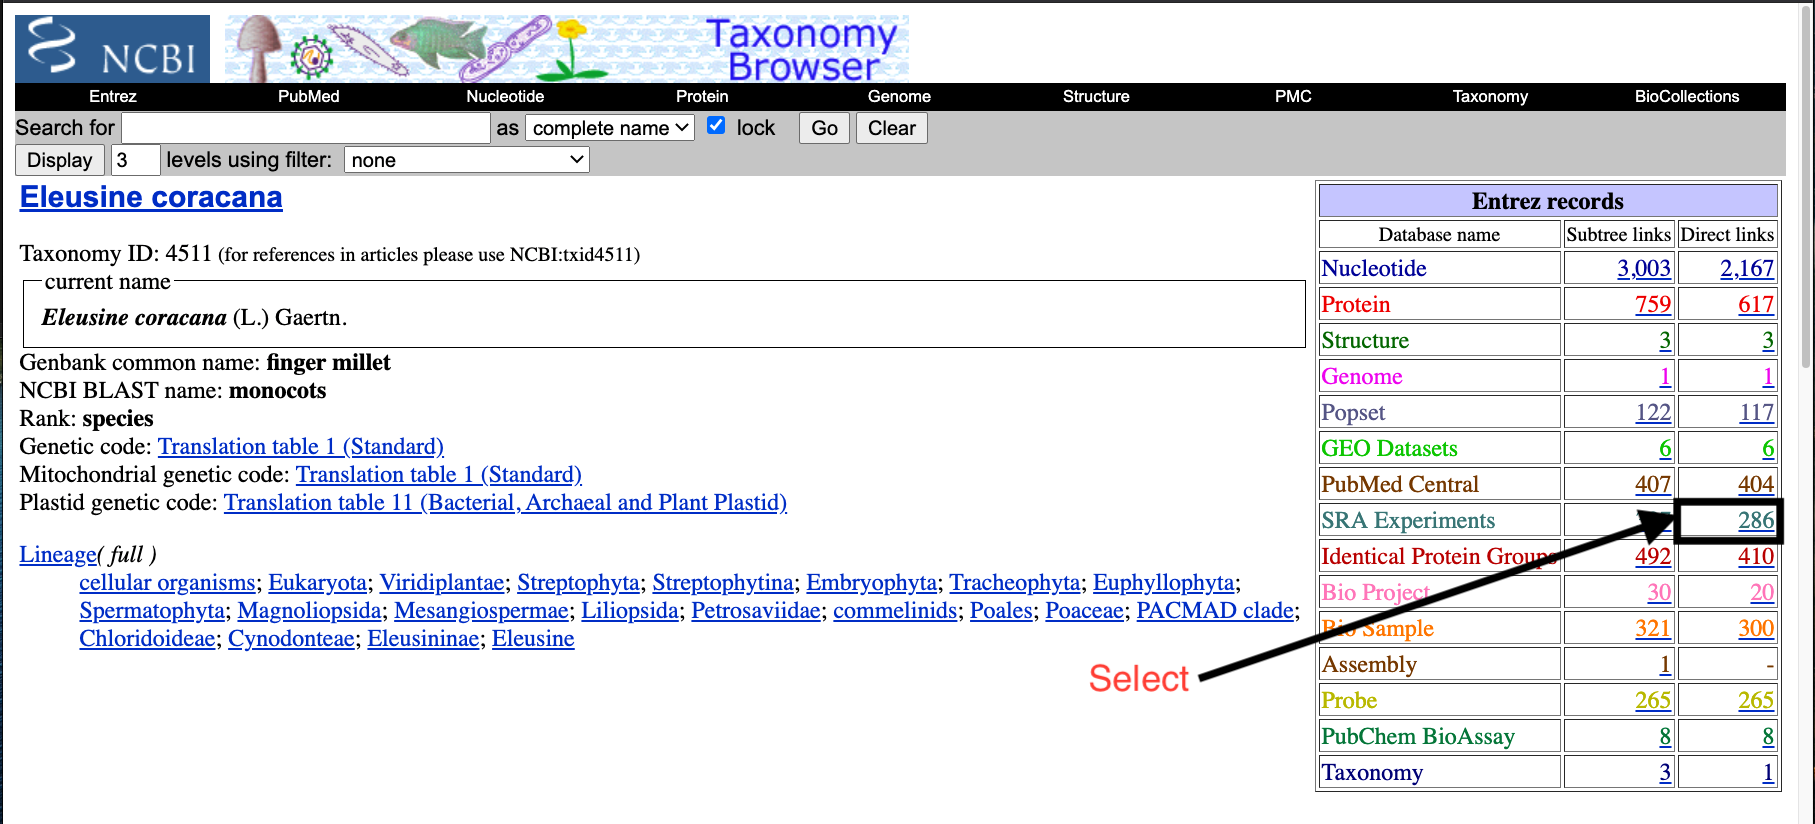 NCBI
Taxonomy
Browser
Entrez PubMed Nucleotide Protein Genome Structure PMC Taxonomy BioCollections
Search for as complete name lock Go Clear
Display 3 levels using filter: none
Eleusine coracana
Taxonomy ID: 4511 (for references in articles please use NCBI:txid4511)
current name
Eleusine coracana (L.) Gaertn.
Genbank common name: finger millet
NCBI BLAST name: monocots
Rank: species
Genetic code: Translation table 1 (Standard)
Mitochondrial genetic code: Translation table 1 (Standard)
Plastid genetic code: Translation table 11 (Bacterial, Archaeal and Plant Plastid)
Lineage( full )
cellular organisms; Eukaryota; Viridiplantae; Streptophyta; Streptophytina; Embryophyta; Tracheophyta; Euphyllophyta;
Spermatophyta; Magnoliopsida; Mesangiospermae; Liliopsida; Petrosaviidae; commelinids; Poales; Poaceae; PACMAD clade;
Chloridoideae; Cynodonteae; Eleusininae; Eleusine
Select
Entrez records
Database name Subtree links Direct links
Nucleotide 3,003 2,167
Protein 759 617
Structure 3 3
Genome 1 1
Popset 122 117
GEO Datasets 6 6
PubMed Central 407 404
SRA Experiments 286
Identical Protein Groups 492 410
Bio Project 30 20
Bio Sample 321 300
Assembly 1 -
Probe 265 265
PubChem BioAssay 8 8
Taxonomy 3 1